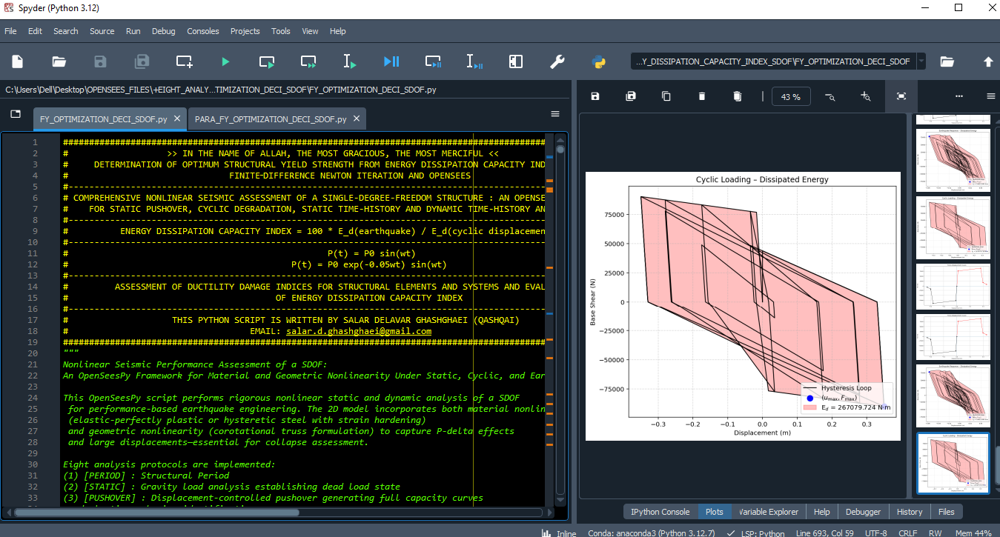 Spyder (Python 3.12)
File Edit Search Source Run Debug Consoles Projects Tools View Help
...Y_DISSIPATION_CAPACITY_INDEX_SDOF\FY_OPTIMIZATION_DECI_SDOF
C:\Users\Dell\Desktop\OPENSEES_FILES\+EIGHT_ANALY...TIMIZATION_DECI_SDOF\FY_OPTIMIZATION_DECI_SDOF.py
43 %
FY_OPTIMIZATION_DECI_SDOF.py
PARA_FY_OPTIMIZATION_DECI_SDOF.py
1 ##########################################################################################
2 # >> IN THE NAME OF ALLAH, THE MOST GRACIOUS, THE MOST MERCIFUL <<
3 # DETERMINATION OF OPTIMUM STRUCTURAL YIELD STRENGTH FROM ENERGY DISSIPATION CAPACITY IND
4 # FINITE-DIFFERENCE NEWTON ITERATION AND OPENSEES
5 #------------------------------------------------------------------------------------------
6 # COMPREHENSIVE NONLINEAR SEISMIC ASSESSMENT OF A SINGLE-DEGREE-FREEDOM STRUCTURE : AN OPENSE
7 # FOR STATIC PUSHOVER, CYCLIC DEGRADATION, STATIC TIME-HISTORY AND DYNAMIC TIME-HISTORY AN
8 #------------------------------------------------------------------------------------------
9 # ENERGY DISSIPATION CAPACITY INDEX = 100 * E_d(earthquake) / E_d(cyclic displacemen
10 #------------------------------------------------------------------------------------------
11 # P(t) = P0 sin(wt)
12 # P(t) = P0 exp(-0.05wt) sin(wt)
13 #------------------------------------------------------------------------------------------
14 # ASSESSMENT OF DUCTILITY DAMAGE INDICES FOR STRUCTURAL ELEMENTS AND SYSTEMS AND EVAL
15 # OF ENERGY DISSIPATION CAPACITY INDEX
16 #------------------------------------------------------------------------------------------
17 # THIS PYTHON SCRIPT IS WRITTEN BY SALAR DELAVAR GHASHGHAEI (QASHQAI)
18 # EMAIL: salar.d.ghashghaei@gmail.com
19 ##########################################################################################
20 """
21 Nonlinear Seismic Performance Assessment of a SDOF:
22 An OpenSeesPy Framework for Material and Geometric Nonlinearity Under Static, Cyclic, and Ear
23
24 This OpenSeesPy script performs rigorous nonlinear static and dynamic analysis of a SDOF
25 for performance-based earthquake engineering. The 2D model incorporates both material nonlin
26 (elastic-perfectly plastic or hysteretic steel with strain hardening)
27 and geometric nonlinearity (corotational truss formulation) to capture P-delta effects
28 and large displacements—essential for collapse assessment.
29
30 Eight analysis protocols are implemented:
31 (1) [PERIOD] : Structural Period
32 (2) [STATIC] : Gravity load analysis establishing dead load state
33 (3) [PUSHOVER] : Displacement-controlled pushover generating full capacity curves
Cyclic Loading – Dissipated Energy
Base Shear (N)
75000
50000
25000
0
−25000
−50000
−75000
−0.3 −0.2 −0.1 0.0 0.1 0.2 0.3
Displacement (m)
Hysteresis Loop
(umax, Fmax)
Ed = 267079.724 N·m
IPython Console Plots Variable Explorer Help Debugger History Files
Inline Conda: anaconda3 (Python 3.12.7) LSP: Python Line 693, Col 59 UTF-8 CRLF RW Mem 44%